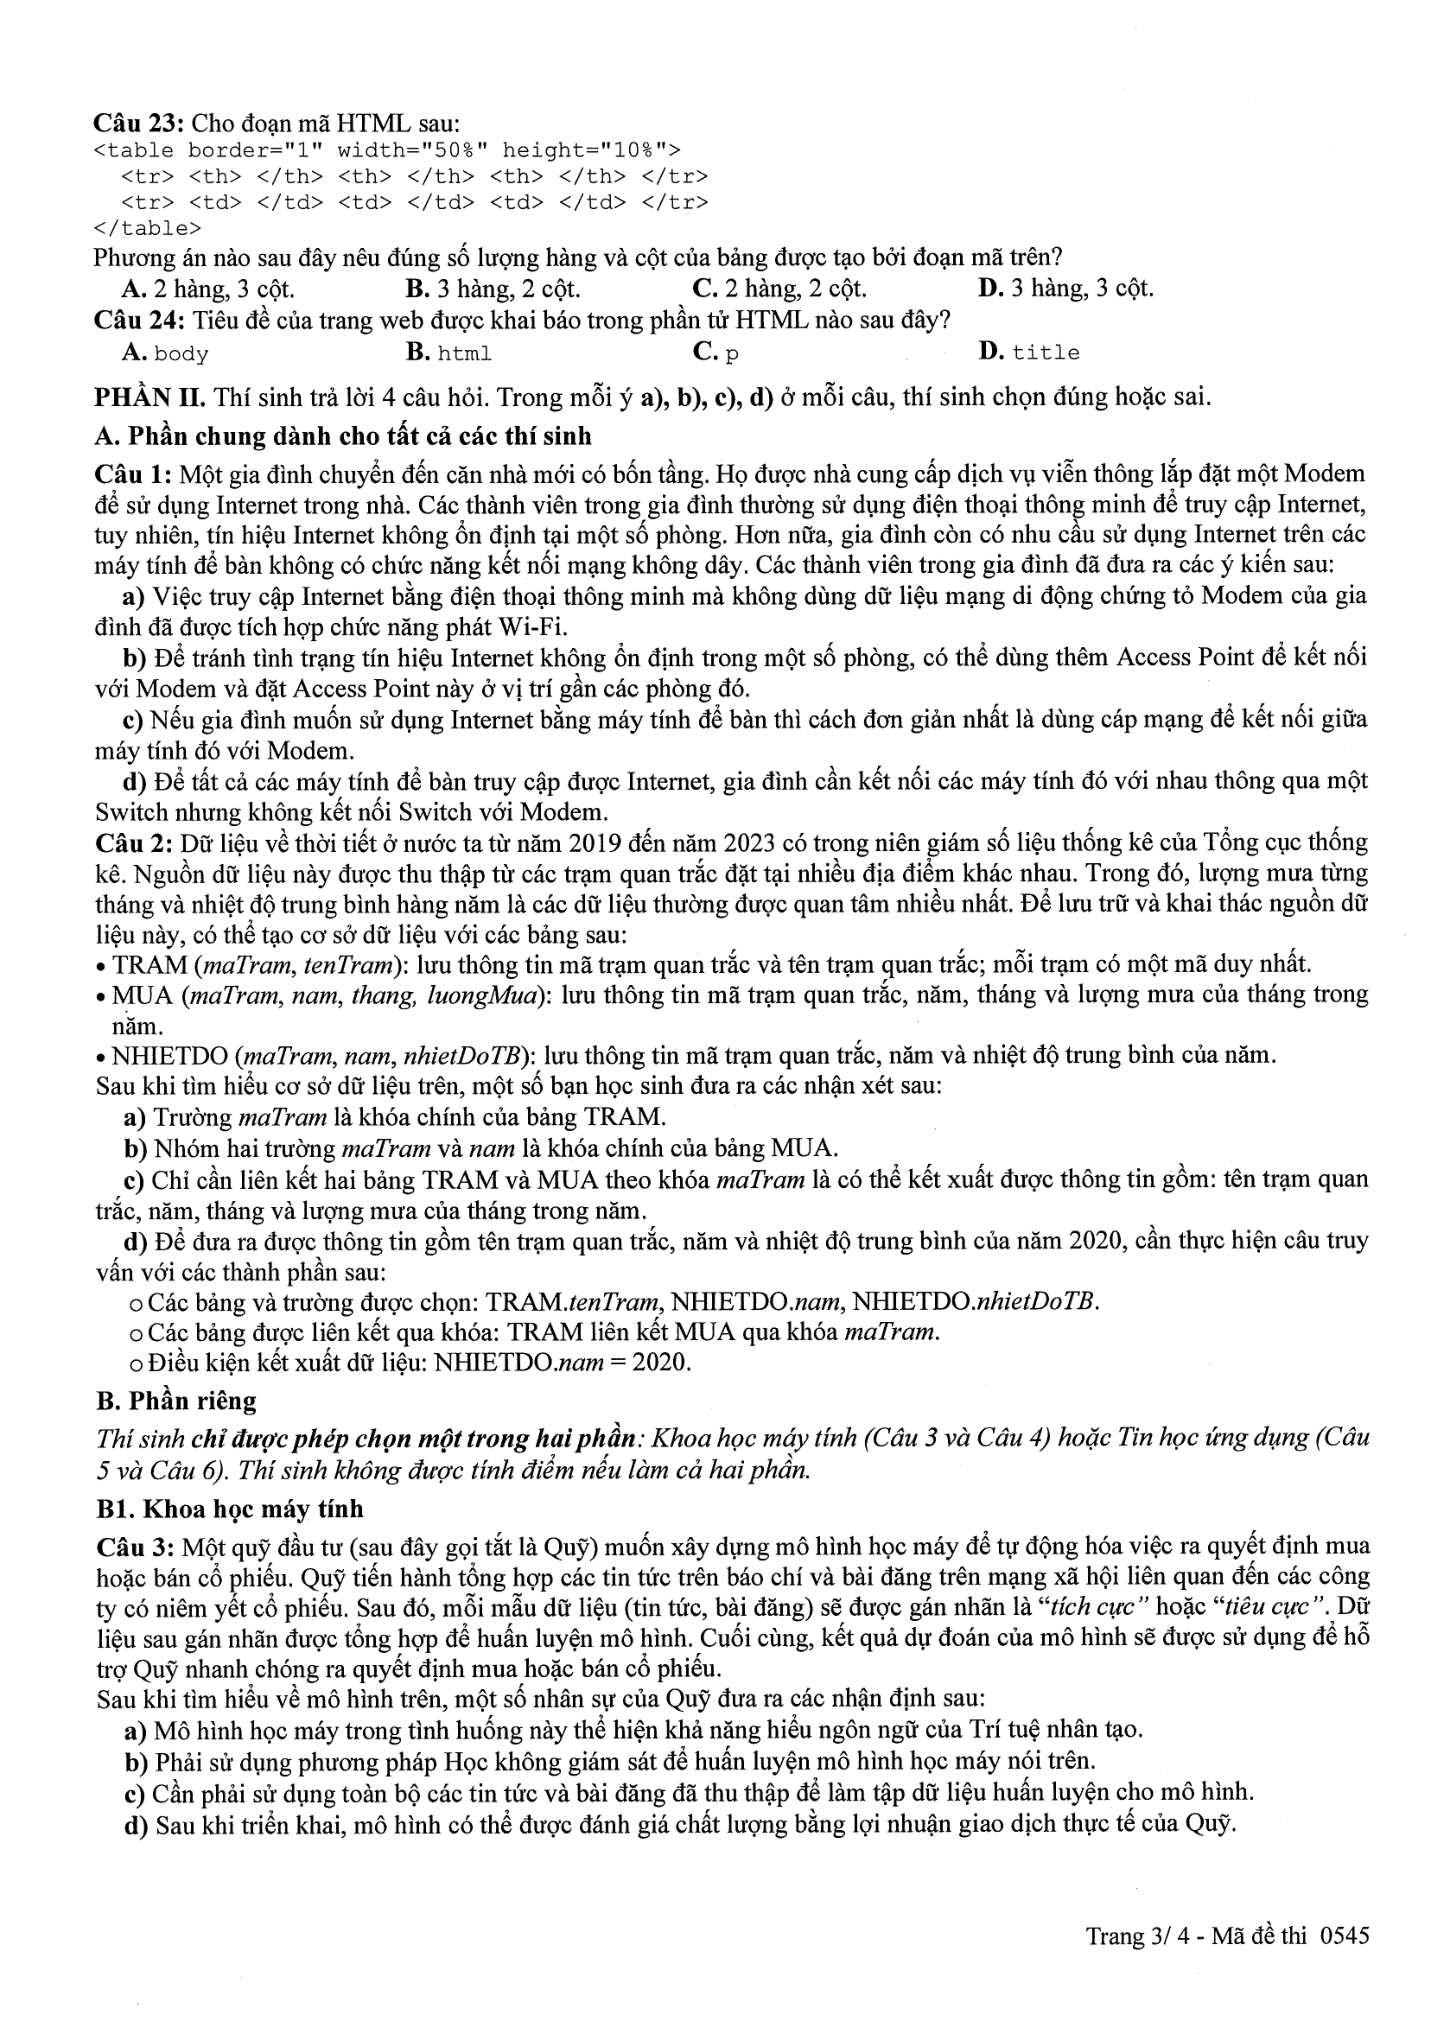 Câu 23: Cho đoạn mã HTML sau:
<table border="1" width="50%" height="10%">
<tr> <th> </th> <th> </th> <th> </th> </tr>
<tr> <td> </td> <td> </td> <td> </td> </tr>
</table>
Phương án nào sau đây nêu đúng số lượng hàng và cột của bảng được tạo bởi đoạn mã trên?
A. 2 hàng, 3 cột. B. 3 hàng, 2 cột. C. 2 hàng, 2 cột. D. 3 hàng, 3 cột.
Câu 24: Tiêu đề của trang web được khai báo trong phần tử HTML nào sau đây?
A. body B. html C. p D. title
PHẦN II. Thí sinh trả lời 4 câu hỏi. Trong mỗi ý a), b), c), d) ở mỗi câu, thí sinh chọn đúng hoặc sai.
A. Phần chung dành cho tất cả các thí sinh
Câu 1: Một gia đình chuyển đến căn nhà mới có bốn tầng. Họ được nhà cung cấp dịch vụ viễn thông lắp đặt một Modem
để sử dụng Internet trong nhà. Các thành viên trong gia đình thường sử dụng điện thoại thông minh để truy cập Internet,
tuy nhiên, tín hiệu Internet không ổn định tại một số phòng. Hơn nữa, gia đình còn có nhu cầu sử dụng Internet trên các
máy tính để bàn không có chức năng kết nối mạng không dây. Các thành viên trong gia đình đã đưa ra các ý kiến sau:
a) Việc truy cập Internet bằng điện thoại thông minh mà không dùng dữ liệu mạng di động chứng tỏ Modem của gia
đình đã được tích hợp chức năng phát Wi-Fi.
b) Để tránh tình trạng tín hiệu Internet không ổn định trong một số phòng, có thể dùng thêm Access Point để kết nối
với Modem và đặt Access Point này ở vị trí gần các phòng đó.
c) Nếu gia đình muốn sử dụng Internet bằng máy tính để bàn thì cách đơn giản nhất là dùng cáp mạng để kết nối giữa
máy tính đó với Modem.
d) Để tất cả các máy tính để bàn truy cập được Internet, gia đình cần kết nối các máy tính đó với nhau thông qua một
Switch nhưng không kết nối Switch với Modem.
Câu 2: Dữ liệu về thời tiết ở nước ta từ năm 2019 đến năm 2023 có trong niên giám số liệu thống kê của Tổng cục thống
kê. Nguồn dữ liệu này được thu thập từ các trạm quan trắc đặt tại nhiều địa điểm khác nhau. Trong đó, lượng mưa từng
tháng và nhiệt độ trung bình hàng năm là các dữ liệu thường được quan tâm nhiều nhất. Để lưu trữ và khai thác nguồn dữ
liệu này, có thể tạo cơ sở dữ liệu với các bảng sau:
• TRAM (maTram, tenTram): lưu thông tin mã trạm quan trắc và tên trạm quan trắc; mỗi trạm có một mã duy nhất.
• MUA (maTram, nam, thang, luongMua): lưu thông tin mã trạm quan trắc, năm, tháng và lượng mưa của tháng trong
năm.
• NHIETDO (maTram, nam, nhietDoTB): lưu thông tin mã trạm quan trắc, năm và nhiệt độ trung bình của năm.
Sau khi tìm hiểu cơ sở dữ liệu trên, một số bạn học sinh đưa ra các nhận xét sau:
a) Trường maTram là khóa chính của bảng TRAM.
b) Nhóm hai trường maTram và nam là khóa chính của bảng MUA.
c) Chỉ cần liên kết hai bảng TRAM và MUA theo khóa maTram là có thể kết xuất được thông tin gồm: tên trạm quan
trắc, năm, tháng và lượng mưa của tháng trong năm.
d) Để đưa ra được thông tin gồm tên trạm quan trắc, năm và nhiệt độ trung bình của năm 2020, cần thực hiện câu truy
vấn với các thành phần sau:
o Các bảng và trường được chọn: TRAM.tenTram, NHIETDO.nam, NHIETDO.nhietDoTB.
o Các bảng được liên kết qua khóa: TRAM liên kết MUA qua khóa maTram.
o Điều kiện kết xuất dữ liệu: NHIETDO.nam = 2020.
B. Phần riêng
Thí sinh chỉ được phép chọn một trong hai phần: Khoa học máy tính (Câu 3 và Câu 4) hoặc Tin học ứng dụng (Câu
5 và Câu 6). Thí sinh không được tính điểm nếu làm cả hai phần.
B1. Khoa học máy tính
Câu 3: Một quỹ đầu tư (sau đây gọi tắt là Quỹ) muốn xây dựng mô hình học máy để tự động hóa việc ra quyết định mua
hoặc bán cổ phiếu. Quỹ tiến hành tổng hợp các tin tức trên báo chí và bài đăng trên mạng xã hội liên quan đến các công
ty có niêm yết cổ phiếu. Sau đó, mỗi mẫu dữ liệu (tin tức, bài đăng) sẽ được gán nhãn là “tích cực” hoặc “tiêu cực”. Dữ
liệu sau gán nhãn được tổng hợp để huấn luyện mô hình. Cuối cùng, kết quả dự đoán của mô hình sẽ được sử dụng để hỗ
trợ Quỹ nhanh chóng ra quyết định mua hoặc bán cổ phiếu.
Sau khi tìm hiểu về mô hình trên, một số nhân sự của Quỹ đưa ra các nhận định sau:
a) Mô hình học máy trong tình huống này thể hiện khả năng hiểu ngôn ngữ của Trí tuệ nhân tạo.
b) Phải sử dụng phương pháp Học không giám sát để huấn luyện mô hình học máy nói trên.
c) Cần phải sử dụng toàn bộ các tin tức và bài đăng đã thu thập để làm tập dữ liệu huấn luyện cho mô hình.
d) Sau khi triển khai, mô hình có thể được đánh giá chất lượng bằng lợi nhuận giao dịch thực tế của Quỹ.
Trang 3/ 4 - Mã đề thi 0545